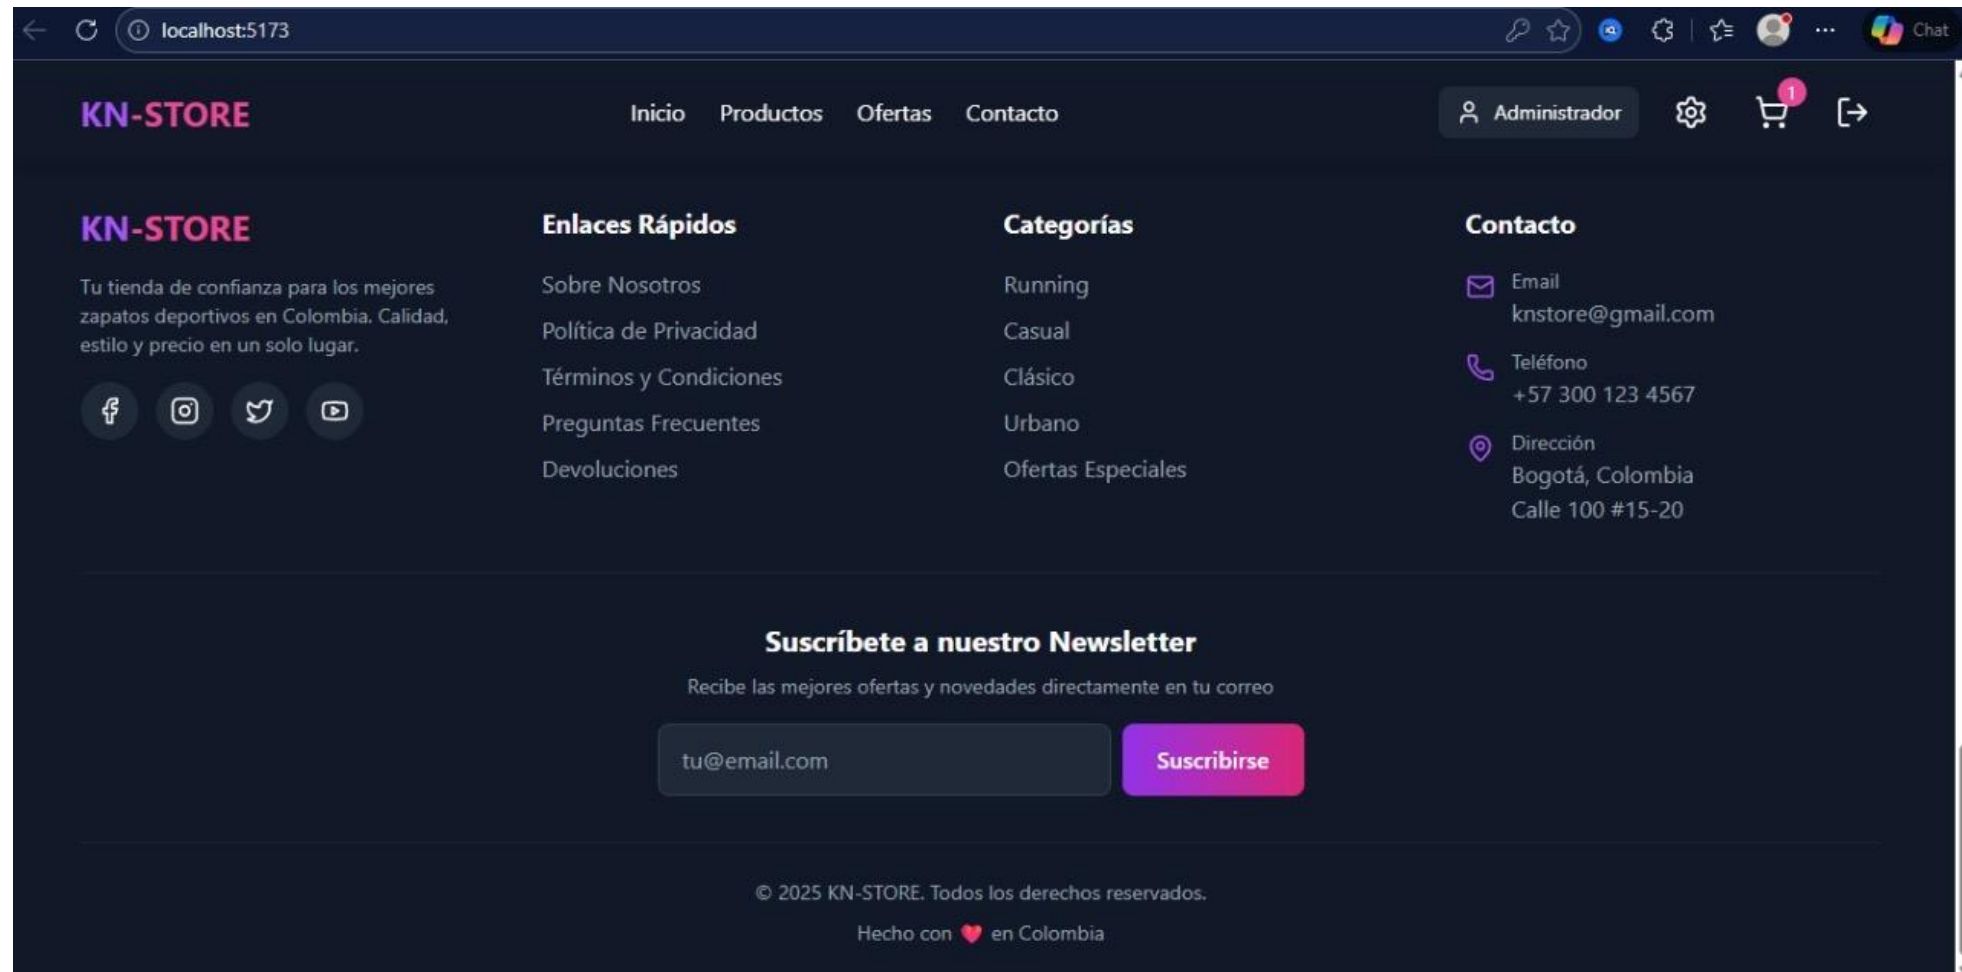 localhost:5173
Chat
KN-STORE
Inicio Productos Ofertas Contacto
Administrador
1
KN-STORE
Tu tienda de confianza para los mejores
zapatos deportivos en Colombia. Calidad,
estilo y precio en un solo lugar.
Enlaces Rápidos
Sobre Nosotros
Política de Privacidad
Términos y Condiciones
Preguntas Frecuentes
Devoluciones
Categorías
Running
Casual
Clásico
Urbano
Ofertas Especiales
Contacto
Email
knstore@gmail.com
Teléfono
+57 300 123 4567
Dirección
Bogotá, Colombia
Calle 100 #15-20
Suscríbete a nuestro Newsletter
Recibe las mejores ofertas y novedades directamente en tu correo
tu@email.com
Suscribirse
© 2025 KN-STORE. Todos los derechos reservados.
Hecho con ❤️ en Colombia